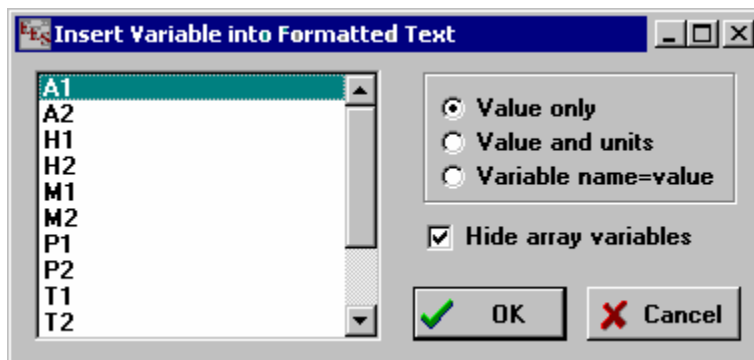 EES Insert Variable into Formatted Text
A1
A2
H1
H2
M1
M2
P1
P2
T1
T2
Value only
Value and units
Variable name=value
Hide array variables
OK
Cancel